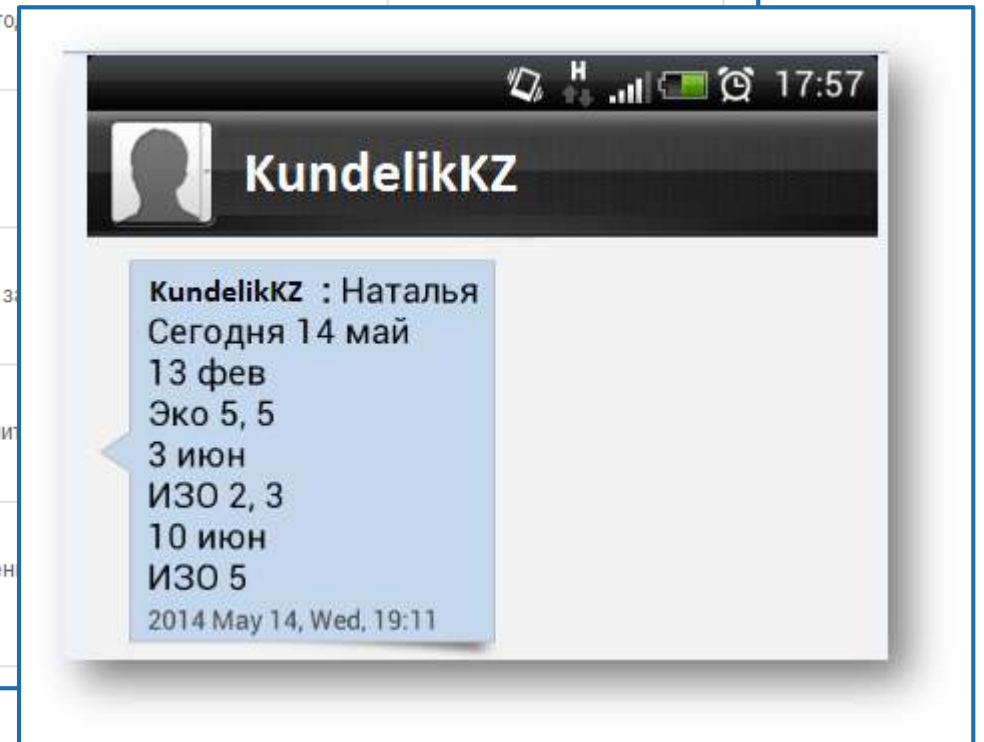 H
17:57
KundelikKZ
KundelikKZ : Наталья
Сегодня 14 май
13 фев
Эко 5, 5
3 июн
ИЗО 2, 3
10 июн
ИЗО 5
2014 May 14, Wed, 19:11